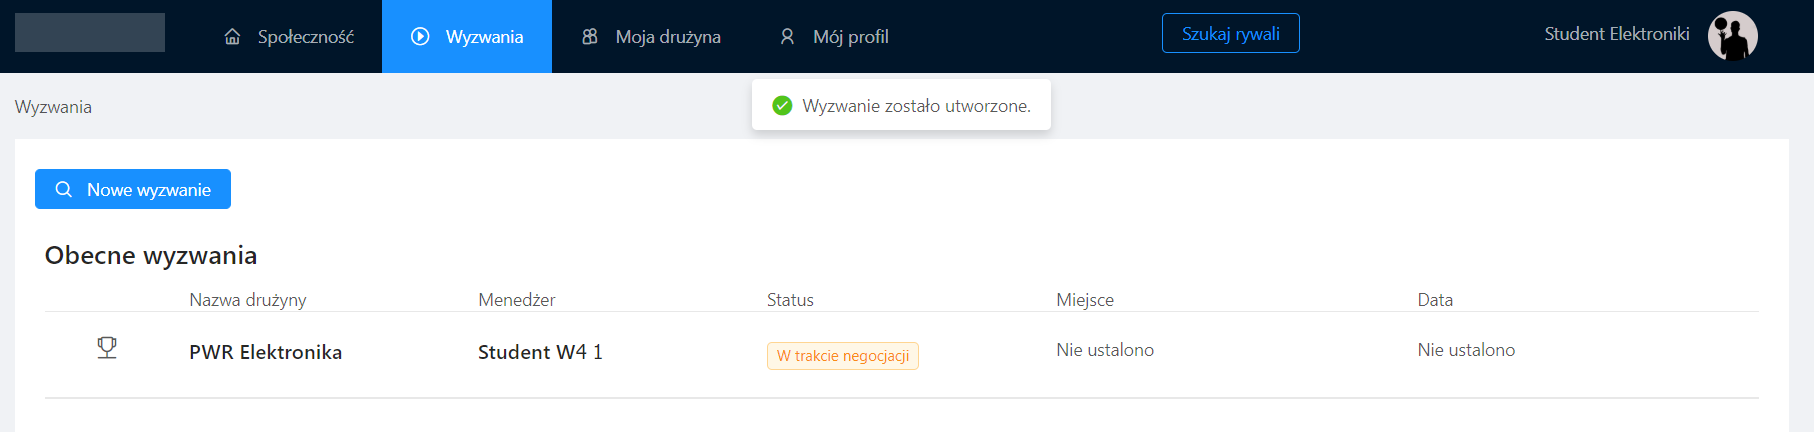 Społeczność
Wyzwania
Moja drużyna
Mój profil
Szukaj rywali
Student Elektroniki
Wyzwania
Wyzwanie zostało utworzone.
Nowe wyzwanie
Obecne wyzwania
Nazwa drużyny Menedżer Status Miejsce Data
PWR Elektronika Student W4 1 W trakcie negocjacji Nie ustalono Nie ustalono